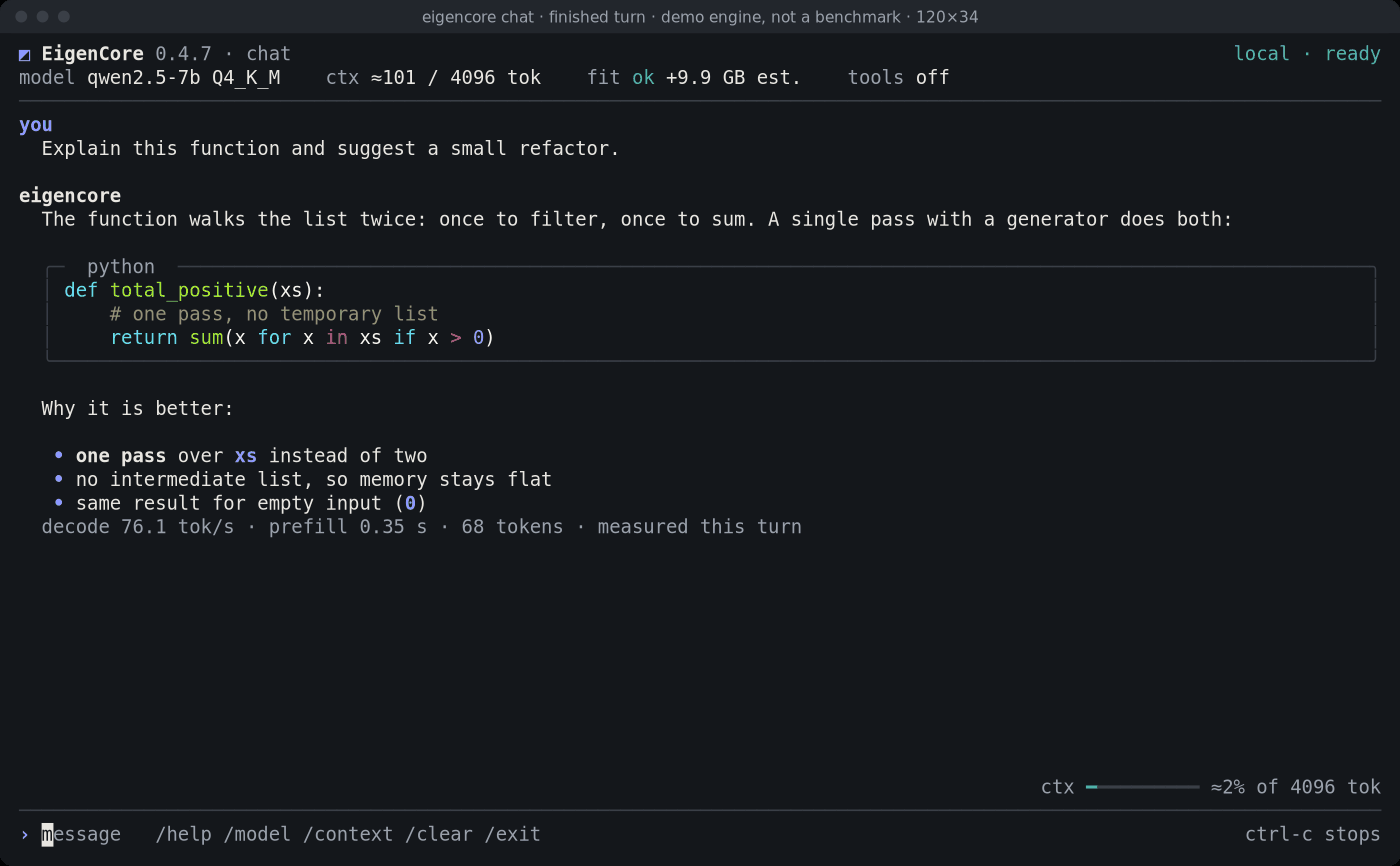 eigencore chat · finished turn · demo engine, not a benchmark · 120×34
◩ EigenCore 0.4.7 · chat local · ready
model qwen2.5-7b Q4_K_M ctx ≈101 / 4096 tok fit ok +9.9 GB est. tools off
you
Explain this function and suggest a small refactor.
eigencore
The function walks the list twice: once to filter, once to sum. A single pass with a generator does both:
python
def total_positive(xs):
    # one pass, no temporary list
    return sum(x for x in xs if x > 0)
Why it is better:
• one pass over xs instead of two
• no intermediate list, so memory stays flat
• same result for empty input (0)
decode 76.1 tok/s · prefill 0.35 s · 68 tokens · measured this turn
ctx ≈2% of 4096 tok
› message /help /model /context /clear /exit ctrl-c stops